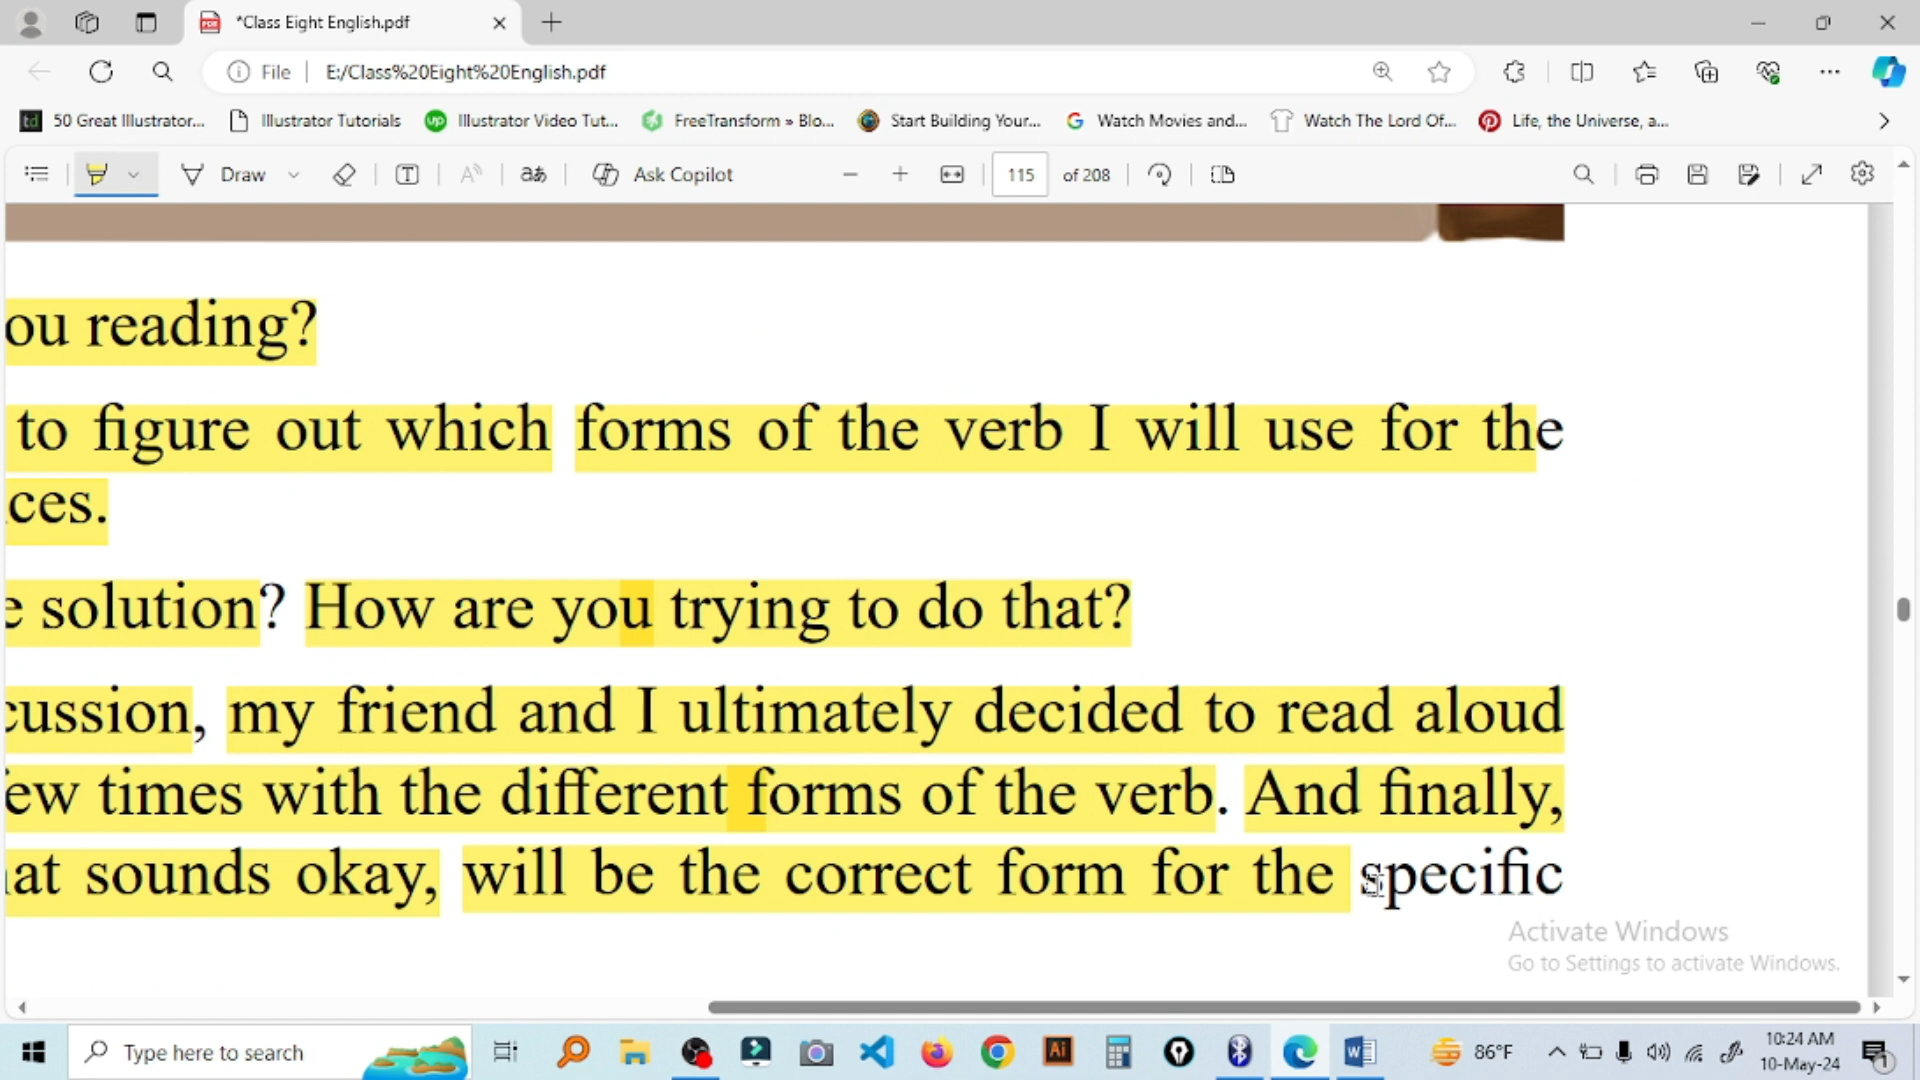 *Class Eight English.pdf
File
E:/Class%20Eight%20English.pdf
td 50 Great Illustrator...
Illustrator Tutorials
up Illustrator Video Tut...
FreeTransform » Blo...
Start Building Your...
Watch Movies and...
Watch The Lord Of...
Life, the Universe, a...
Draw
Ask Copilot
115 of 208
ou reading?
to figure out which forms of the verb I will use for the
ces.
e solution? How are you trying to do that?
cussion, my friend and I ultimately decided to read aloud
ew times with the different forms of the verb. And finally,
at sounds okay, will be the correct form for the specific
Activate Windows
Go to Settings to activate Windows.
Type here to search
86°F
10:24 AM
10-May-24